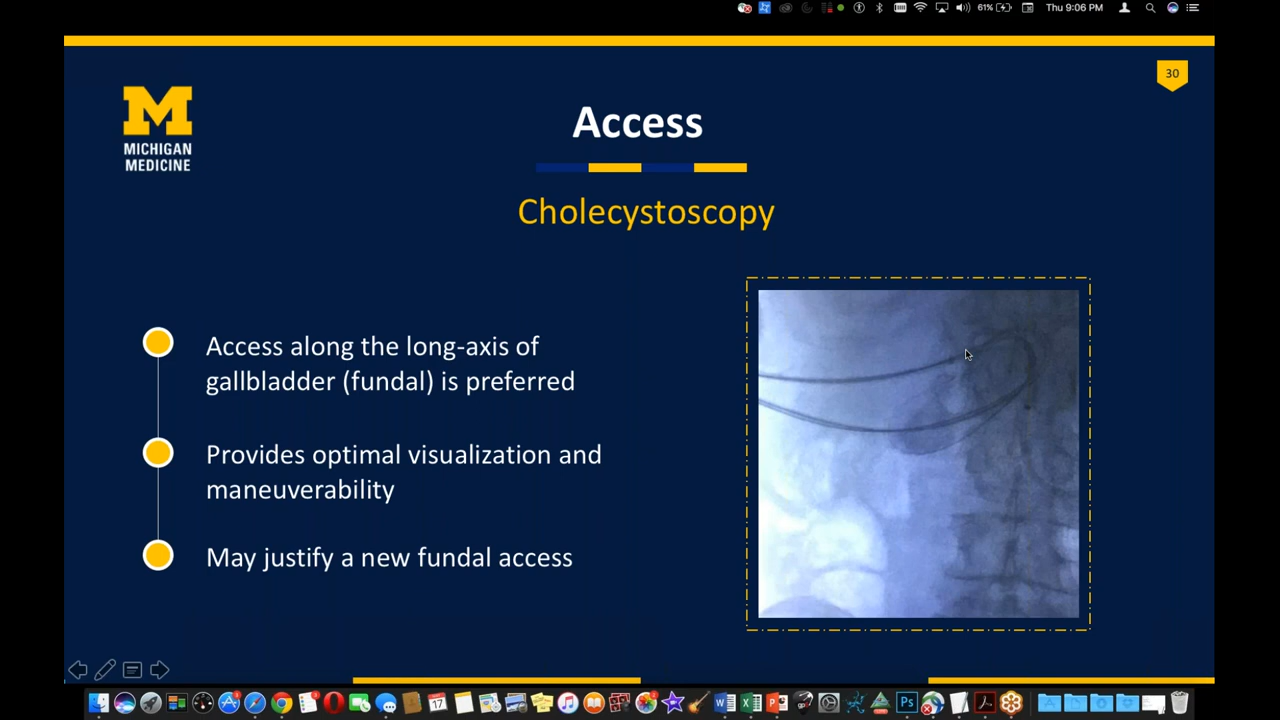 61%
Thu 9:06 PM
30
MICHIGAN
MEDICINE
Access
Cholecystoscopy
Access along the long-axis of
gallbladder (fundal) is preferred
Provides optimal visualization and
maneuverability
May justify a new fundal access
17